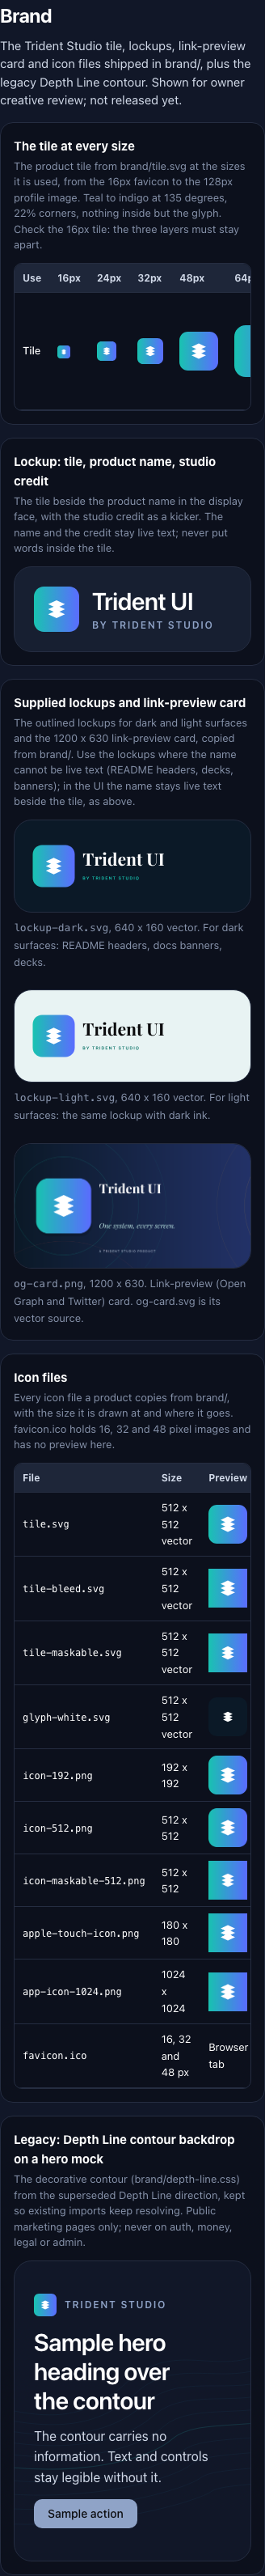 Brand
The Trident Studio tile, lockups, link-preview
card and icon files shipped in brand/, plus the
legacy Depth Line contour. Shown for owner
creative review; not released yet.
The tile at every size
The product tile from brand/tile.svg at the sizes
it is used, from the 16px favicon to the 128px
profile image. Teal to indigo at 135 degrees,
22% corners, nothing inside but the glyph.
Check the 16px tile: the three layers must stay
apart.
Use 16px 24px 32px 48px 64p
Tile
Lockup: tile, product name, studio
credit
The tile beside the product name in the display
face, with the studio credit as a kicker. The
name and the credit stay live text; never put
words inside the tile.
Trident UI
BY TRIDENT STUDIO
Supplied lockups and link-preview card
The outlined lockups for dark and light surfaces
and the 1200 x 630 link-preview card, copied
from brand/. Use the lockups where the name
cannot be live text (README headers, decks,
banners); in the UI the name stays live text
beside the tile, as above.
Trident UI
BY TRIDENT STUDIO
lockup-dark.svg, 640 x 160 vector. For dark
surfaces: README headers, docs banners,
decks.
Trident UI
BY TRIDENT STUDIO
lockup-light.svg, 640 x 160 vector. For light
surfaces: the same lockup with dark ink.
Trident UI
One system, every screen.
A TRIDENT STUDIO PRODUCT
og-card.png, 1200 x 630. Link-preview (Open
Graph and Twitter) card. og-card.svg is its
vector source.
Icon files
Every icon file a product copies from brand/,
with the size it is drawn at and where it goes.
favicon.ico holds 16, 32 and 48 pixel images and
has no preview here.
File Size Preview
tile.svg 512 x
512
vector
tile-bleed.svg 512 x
512
vector
tile-maskable.svg 512 x
512
vector
glyph-white.svg 512 x
512
vector
icon-192.png 192 x
192
icon-512.png 512 x
512
icon-maskable-512.png 512 x
512
apple-touch-icon.png 180 x
180
app-icon-1024.png 1024
x
1024
favicon.ico 16, 32
and
48 px
Browser
tab
Legacy: Depth Line contour backdrop
on a hero mock
The decorative contour (brand/depth-line.css)
from the superseded Depth Line direction, kept
so existing imports keep resolving. Public
marketing pages only; never on auth, money,
legal or admin.
TRIDENT STUDIO
Sample hero
heading over
the contour
The contour carries no
information. Text and controls
stay legible without it.
Sample action